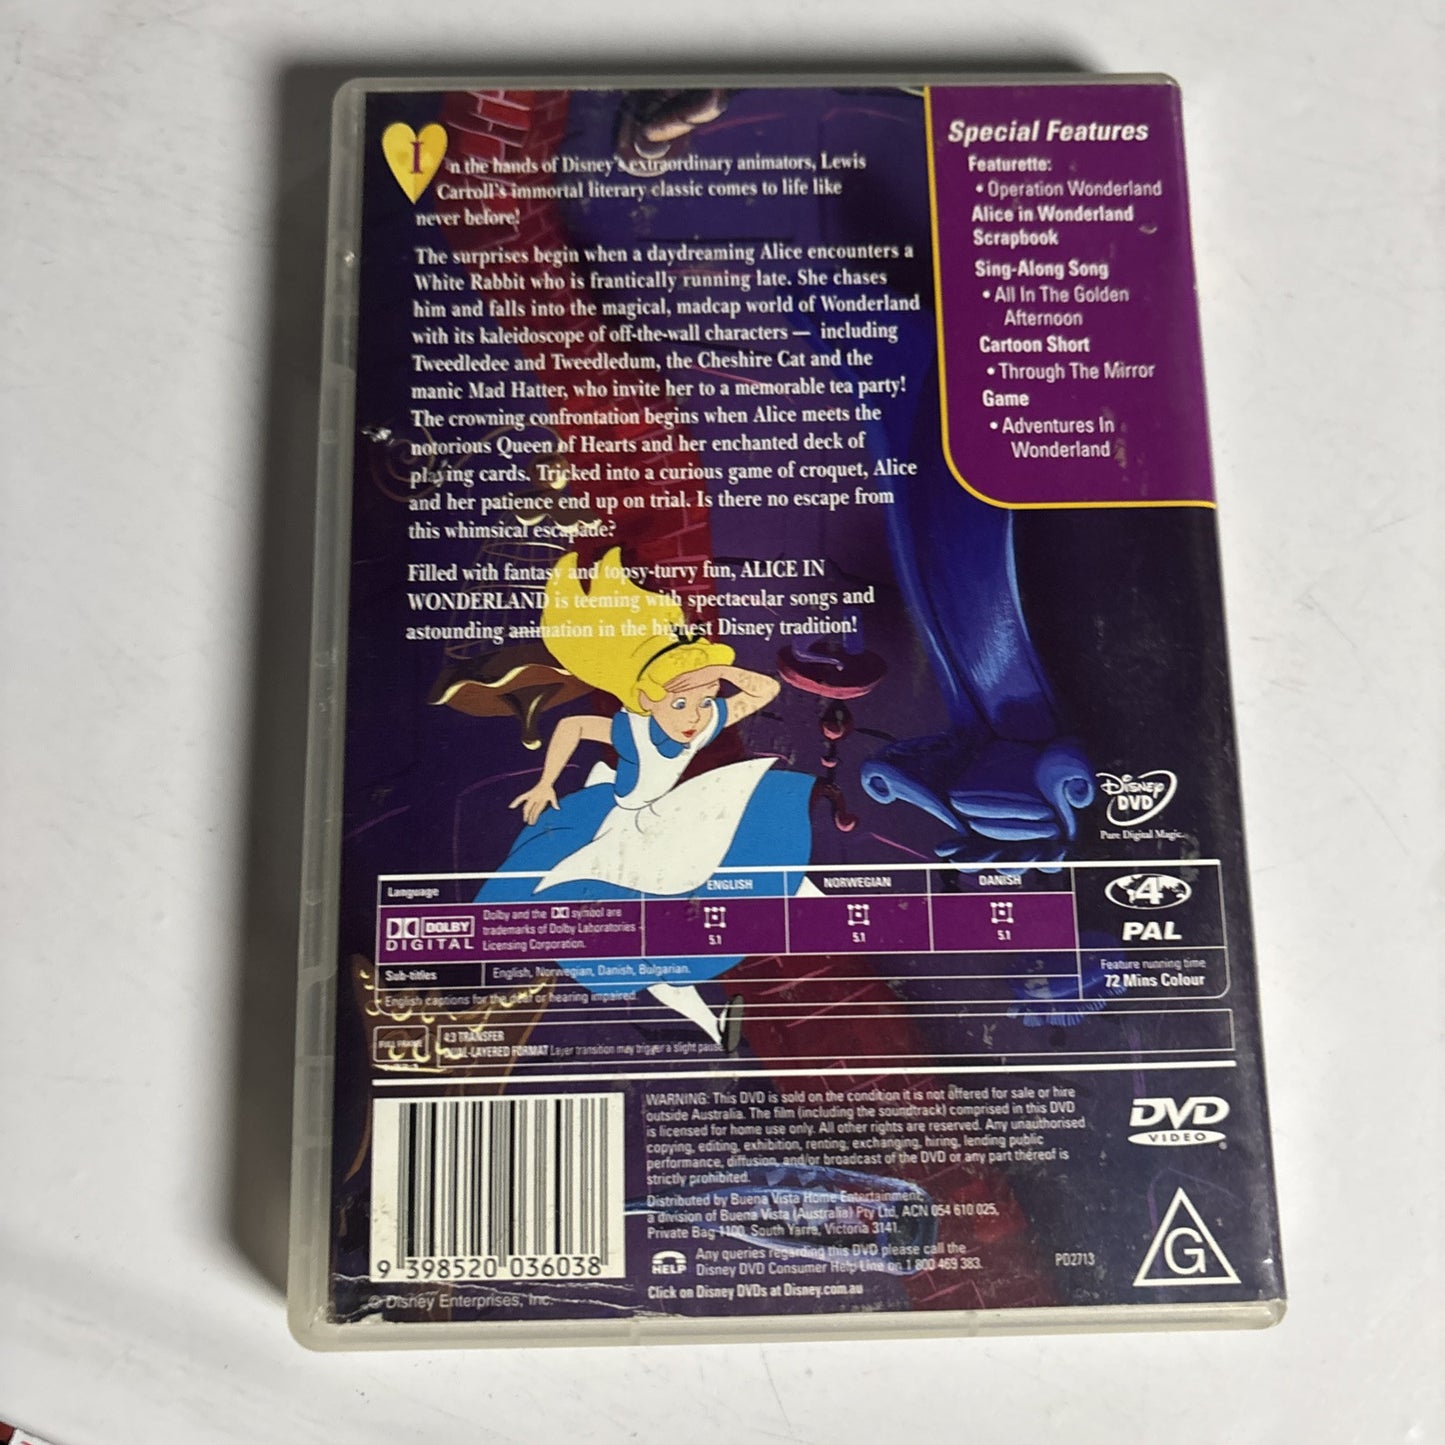 In the hands of Disney's extraordinary animators, Lewis
Carroll's immortal literary classic comes to life like
never before!
The surprises begin when a daydreaming Alice encounters a
White Rabbit who is frantically running late. She chases
him and falls into the magical, madcap world of Wonderland
with its kaleidoscope of off-the-wall characters — including
Tweedledee and Tweedledum, the Cheshire Cat and the
manic Mad Hatter, who invite her to a memorable tea party!
The crowning confrontation begins when Alice meets the
notorious Queen of Hearts and her enchanted deck of
playing cards. Tricked into a curious game of croquet, Alice
and her patience end up on trial. Is there no escape from
this whimsical escapade?
Filled with fantasy and topsy-turvy fun, ALICE IN
WONDERLAND is teeming with spectacular songs and
astounding animation in the highest Disney tradition!
Special Features
Featurette:
• Operation Wonderland
Alice in Wonderland
Scrapbook
Sing-Along Song
• All In The Golden
Afternoon
Cartoon Short
• Through The Mirror
Game
• Adventures In
Wonderland
Disney
DVD
Pure Digital Magic.
Language
ENGLISH NORWEGIAN DANISH
DOLBY
DIGITAL
Dolby and the DD symbol are
trademarks of Dolby Laboratories
Licensing Corporation.
5.1 5.1 5.1
4
PAL
Sub-titles
English, Norwegian, Danish, Bulgarian.
Feature running time
72 Mins Colour
English captions for the deaf or hearing impaired.
FULL FRAME
4:3 TRANSFER
DUAL-LAYERED FORMAT Layer transition may trigger a slight pause.
WARNING: This DVD is sold on the condition it is not offered for sale or hire
outside Australia. The film (including the soundtrack) comprised in this DVD
is licensed for home use only. All other rights are reserved. Any unauthorised
copying, editing, exhibition, renting, exchanging, hiring, lending public
performance, diffusion, and/or broadcast of the DVD or any part thereof is
strictly prohibited.
Distributed by Buena Vista Home Entertainment,
a division of Buena Vista (Australia) Pty Ltd, ACN 054 610 025,
Private Bag 1100, South Yarra, Victoria 3141.
HELP
Any queries regarding this DVD please call the
Disney DVD Consumer Help Line on 1 800 469 383.
Click on Disney DVDs at Disney.com.au
PD2713
DVD
VIDEO
G
9 398520 036038
© Disney Enterprises, Inc.